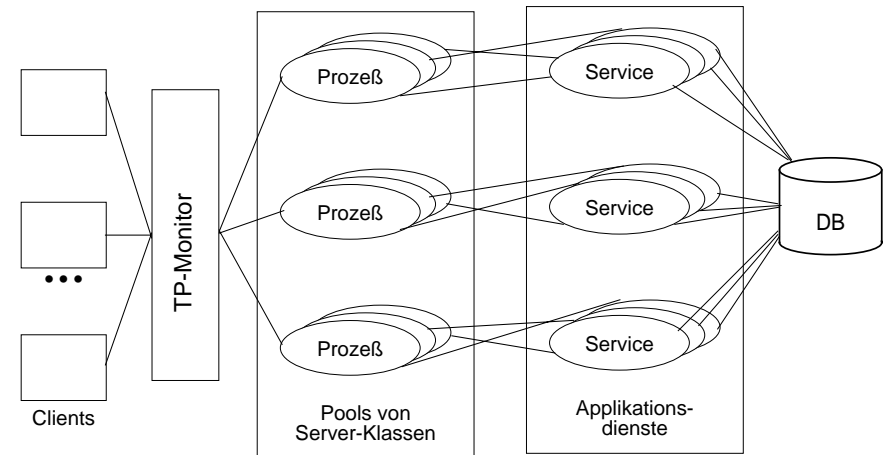 Prozeß
Service
Prozeß
Service
TP-Monitor
DB
Prozeß
Service
•••
Clients
Pools von
Server-Klassen
Applikations-
dienste